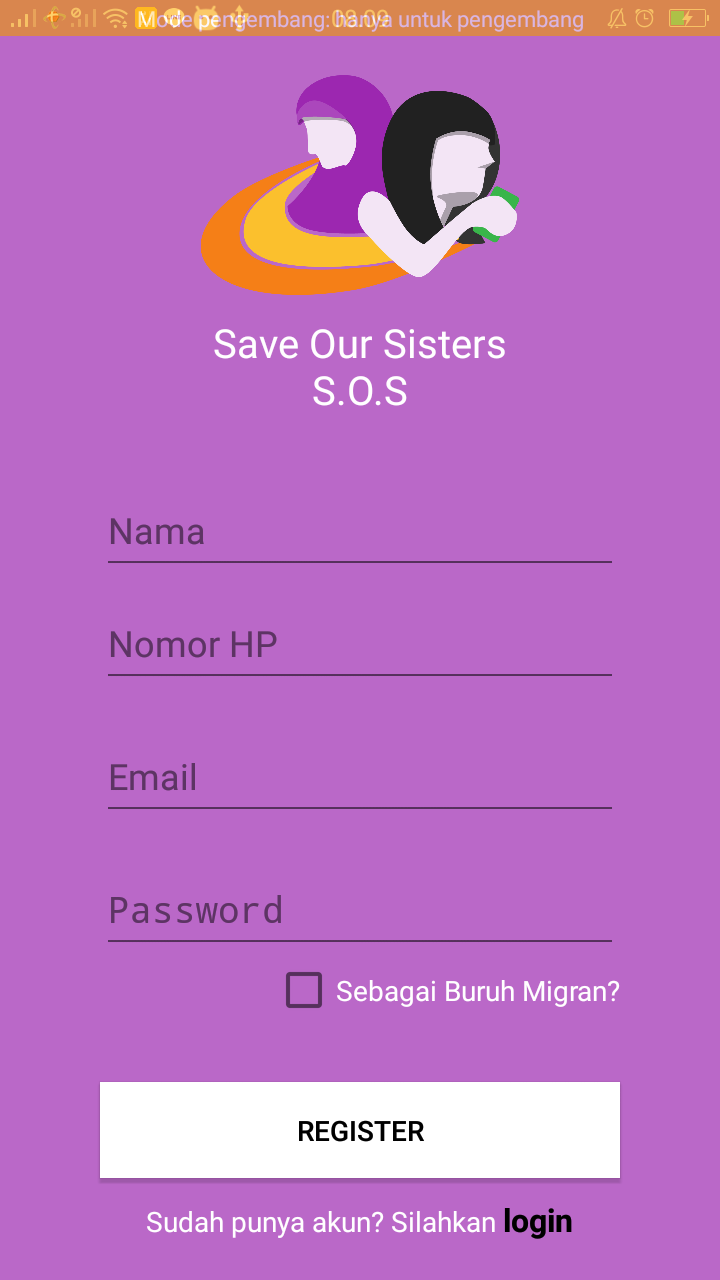 Mode pengembang: hanya untuk pengembang
08.09
Save Our Sisters
S.O.S
Nama
Nomor HP
Email
Password
Sebagai Buruh Migran?
REGISTER
Sudah punya akun? Silahkan login